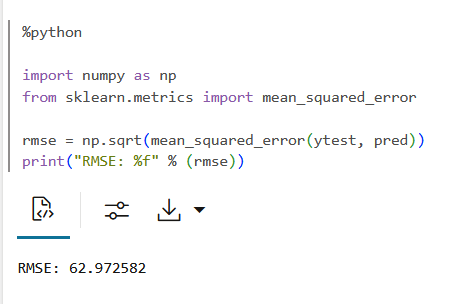 %python
import numpy as np
from sklearn.metrics import mean_squared_error
rmse = np.sqrt(mean_squared_error(ytest, pred))
print("RMSE: %f" % (rmse))
RMSE: 62.972582